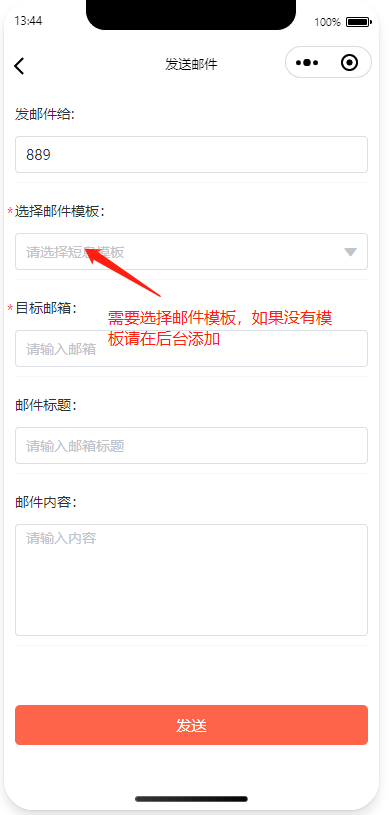 13:44
100%
发送邮件
发邮件给:
889
*选择邮件模板:
请选择短息模板
*目标邮箱:
需要选择邮件模板，如果没有模
板请在后台添加
请输入邮箱
邮件标题:
请输入邮箱标题
邮件内容:
请输入内容
发送